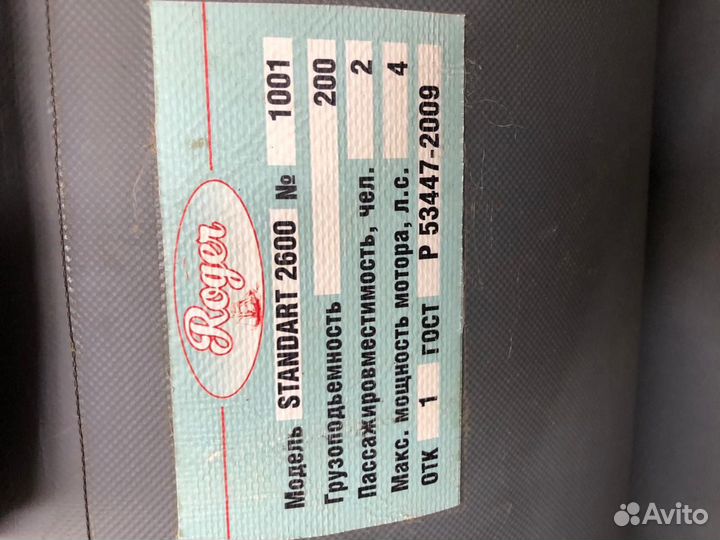 Roger
Модель STANDART 2600 № 1001
Грузоподьемность 200
Пассажировместимость, чел. 2
Макс. мощность мотора, л.с. 4
ОТК 1 ГОСТ Р 53447-2009
Avito